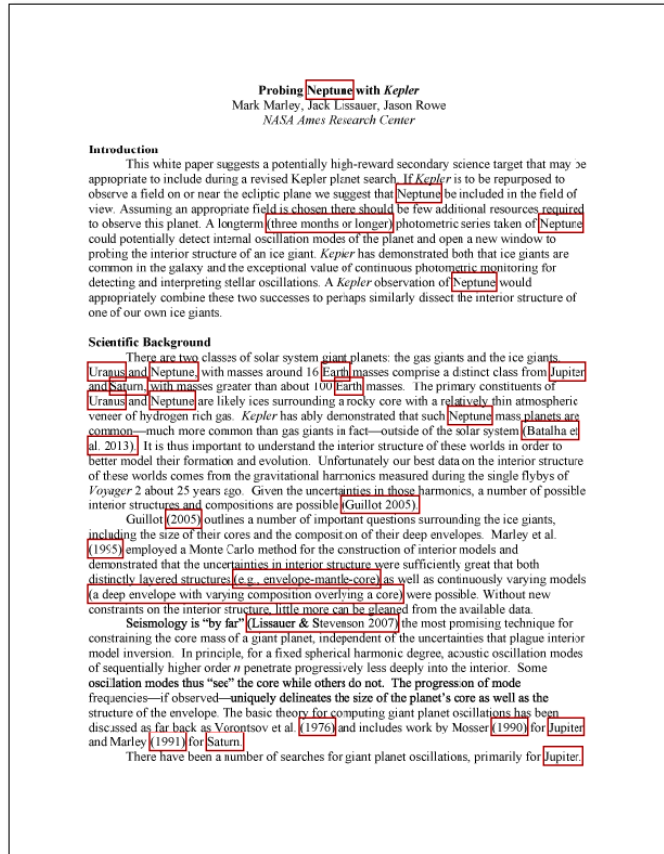 Probing Neptune with Kepler
Mark Marley, Jack Lissauer, Jason Rowe
NASA Ames Research Center
Introduction
This white paper suggests a potentially high-reward secondary science target that may be
appropriate to include during a revised Kepler planet search. If Kepler is to be repurposed to
observe a field on or near the ecliptic plane we suggest that Neptune be included in the field of
view. Assuming an appropriate field is chosen there should be few additional resources required
to observe this planet. A longterm (three months or longer) photometric series taken of Neptune
could potentially detect internal oscillation modes of the planet and open a new window to
probing the interior structure of an ice giant. Kepler has demonstrated both that ice giants are
common in the galaxy and the exceptional value of continuous photometric monitoring for
detecting and interpreting stellar oscillations. A Kepler observation of Neptune would
appropriately combine these two successes to perhaps similarly dissect the interior structure of
one of our own ice giants.
Scientific Background
There are two classes of solar system giant planets: the gas giants and the ice giants.
Uranus and Neptune, with masses around 16 Earth masses comprise a distinct class from Jupiter
and Saturn, with masses greater than about 100 Earth masses. The primary constituents of
Uranus and Neptune are likely ices surrounding a rocky core with a relatively thin atmospheric
veneer of hydrogen rich gas. Kepler has ably demonstrated that such Neptune mass planets are
common—much more common than gas giants in fact—outside of the solar system (Batalha et
al. 2013). It is thus important to understand the interior structure of these worlds in order to
better model their formation and evolution. Unfortunately our best data on the interior structure
of these worlds comes from the gravitational harmonics measured during the single flybys of
Voyager 2 about 25 years ago. Given the uncertainties in those harmonics, a number of possible
interior structures and compositions are possible (Guillot 2005).
Guillot (2005) outlines a number of important questions surrounding the ice giants,
including the size of their cores and the composition of their deep envelopes. Marley et al.
(1995) employed a Monte Carlo method for the construction of interior models and
demonstrated that the uncertainties in interior structure were sufficiently great that both
distinctly layered structures (e.g., envelope-mantle-core) as well as continuously varying models
(a deep envelope with varying composition overlying a core) were possible. Without new
constraints on the interior structure, little more can be gleaned from the available data.
Seismology is “by far” (Lissauer & Stevenson 2007) the most promising technique for
constraining the core mass of a giant planet, independent of the uncertainties that plague interior
model inversion. In principle, for a fixed spherical harmonic degree, acoustic oscillation modes
of sequentially higher order n penetrate progressively less deeply into the interior. Some
oscillation modes thus “see” the core while others do not. The progression of mode
frequencies—if observed—uniquely delineates the size of the planet’s core as well as the
structure of the envelope. The basic theory for computing giant planet oscillations has been
discussed as far back as Vorontsov et al. (1976) and includes work by Mosser (1990) for Jupiter
and Marley (1991) for Saturn.
There have been a number of searches for giant planet oscillations, primarily for Jupiter.